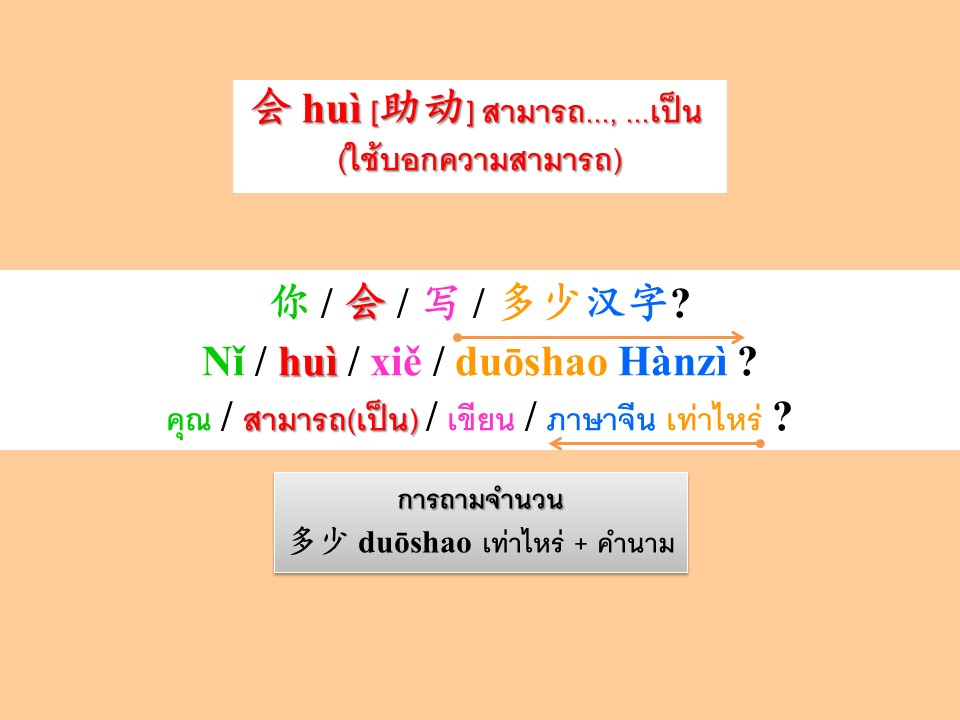 会 huì [助动] สามารถ..., ...เป็น
(ใช้บอกความสามารถ)
你 / 会 / 写 / 多少汉字?
Nǐ / huì / xiě / duōshao Hànzì ?
คุณ / สามารถ(เป็น) / เขียน / ภาษาจีน เท่าไหร่ ?
การถามจำนวน
多少 duōshao เท่าไหร่ + คำนาม